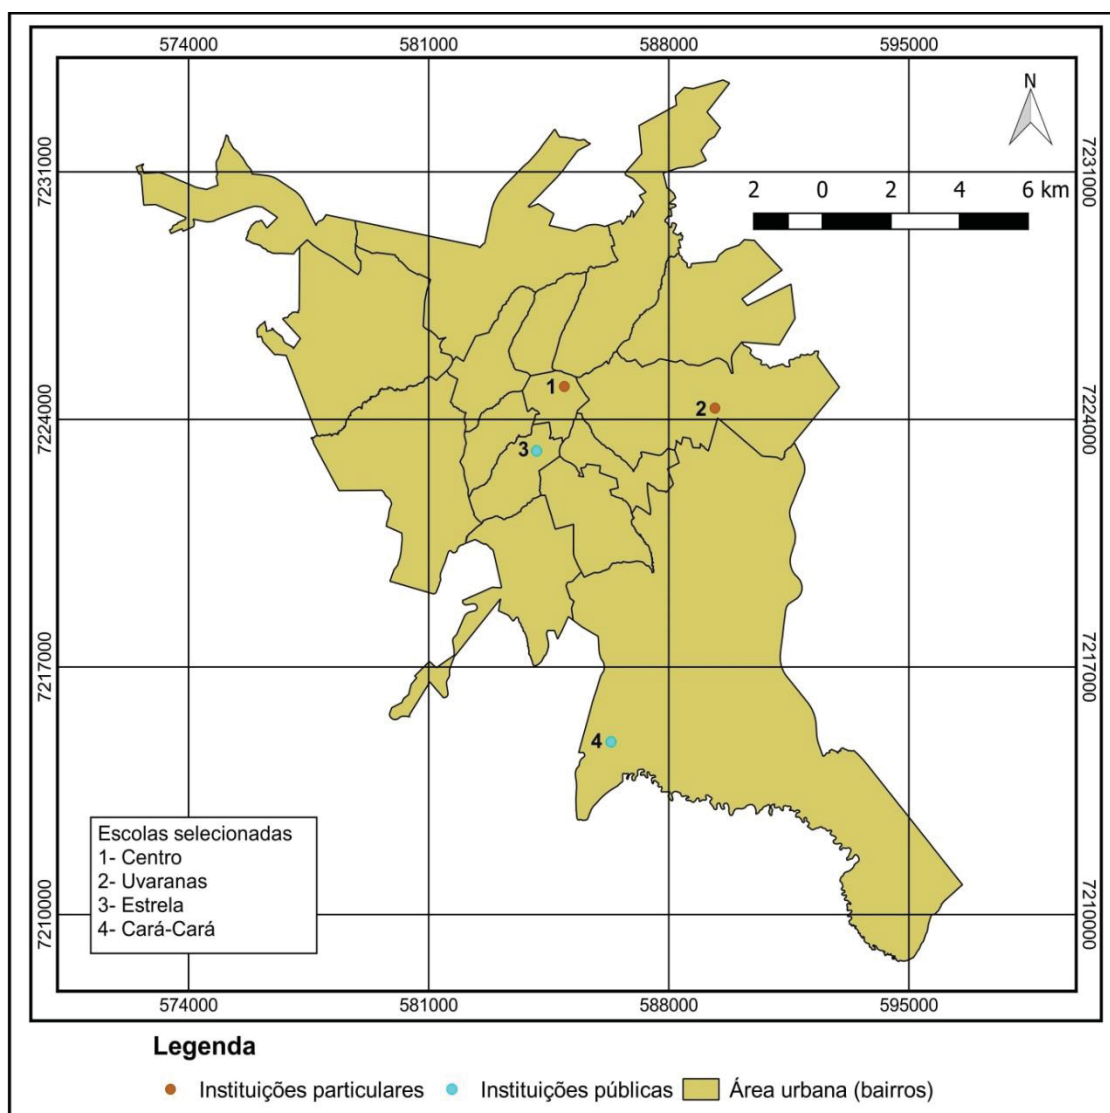 574000 581000 588000 595000
N
7231000 7231000
2 0 2 4 6 km
1
2
7224000 7224000
3
7217000 7217000
4
Escolas selecionadas
1- Centro
2- Uvaranas
3- Estrela
4- Cará-Cará
7210000 7210000
574000 581000 588000 595000
Legenda
Instituições particulares Instituições públicas Área urbana (bairros)